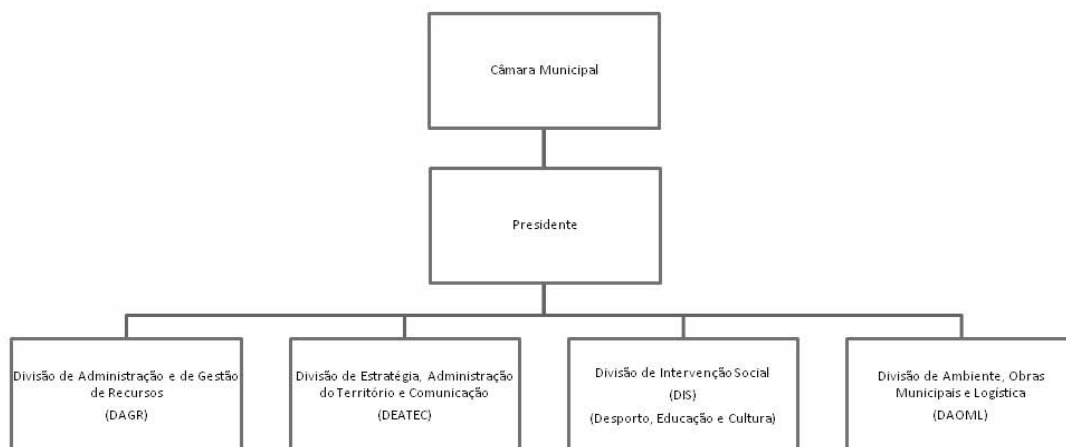 Câmara Municipal
Presidente
Divisão de Administração e de Gestão
de Recursos
(DAGR)
Divisão de Estratégia, Administração
do Território e Comunicação
(DEATEC)
Divisão de Intervenção Social
(DIS)
(Desporto, Educação e Cultura)
Divisão de Ambiente, Obras
Municipais e Logística
(DAOML)